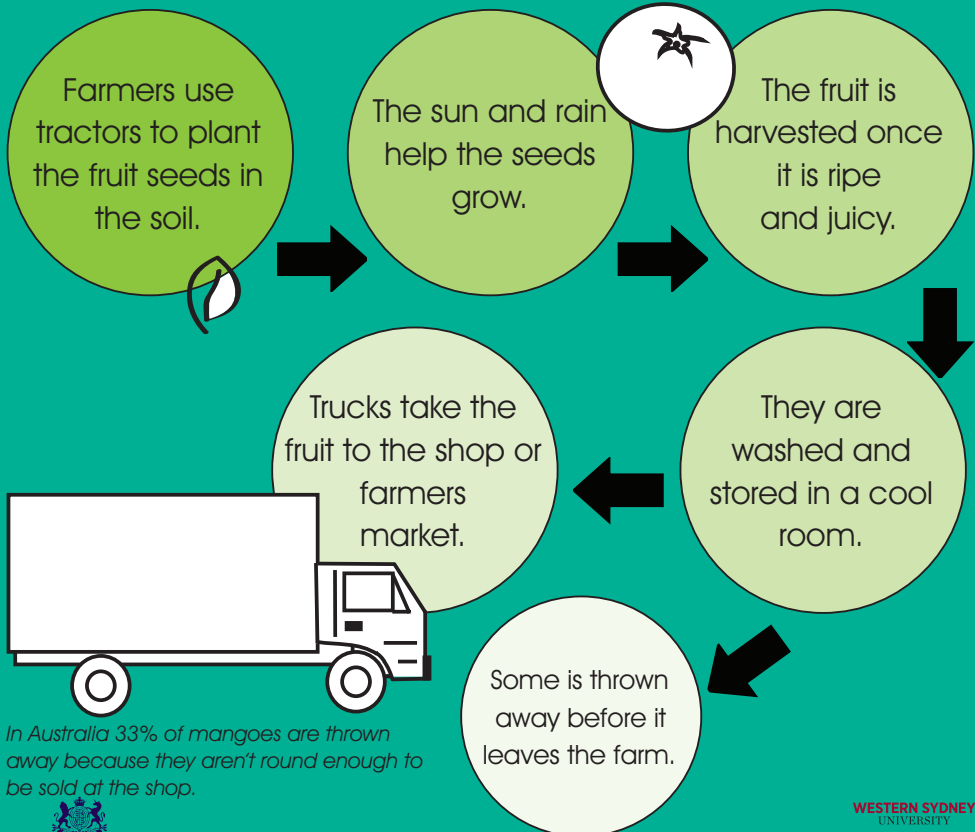 Farmers use
tractors to plant
the fruit seeds in
the soil.
The sun and rain
help the seeds
grow.
The fruit is
harvested once
it is ripe
and juicy.
They are
washed and
stored in a cool
room.
Trucks take the
fruit to the shop or
farmers
market.
Some is thrown
away before it
leaves the farm.
In Australia 33% of mangoes are thrown
away because they aren't round enough to
be sold at the shop.
WESTERN SYDNEY
UNIVERSITY